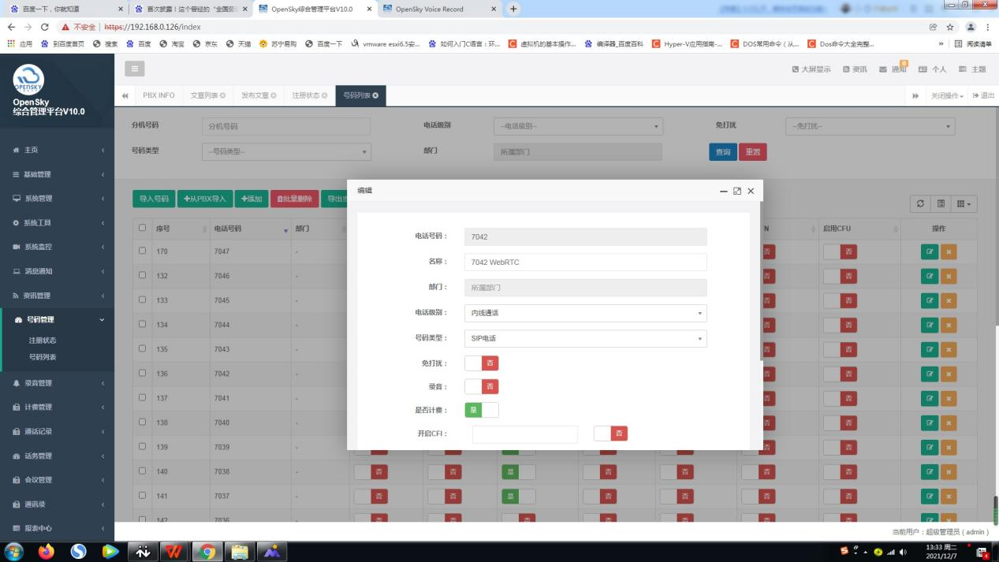 百度一下，你就知道
首次披露！这个曾经的“全国劳
OpenSky综合管理平台V10.0
OpenSky Voice Record
不安全 https://192.168.0.126/index
应用 到百度首页 搜索 百度 淘宝 京东 天猫 苏宁易购 百度一下 vmware esxi6.5安... 如何入门C语言：环... 虚拟机的基本操作... 编译器_百度百科 Hyper-V应用指南-... DOS常用命令（从... Dos命令大全完整... » 阅读清单
OPENSKY
OpenSky
综合管理平台V10.0
大屏显示 资讯 通知 0 个人 主题
PBX INFO 文章列表 发布文章 注册状态 号码列表 关闭操作 退出
主页
基础管理
系统管理
系统工具
系统监控
消息通知
资讯管理
号码管理
注册状态
号码列表
录音管理
计费管理
通话记录
话务管理
会议管理
通讯录
报表中心
分机号码 分机号码 电话级别 --电话级别-- 免打扰 --免打扰--
号码类型 --号码类型-- 部门 所属部门 查询 重置
导入号码 +从PBX导入 +添加 批量删除 导出当
序号 电话号码 部门 N 启用CFU 操作
170 7047 - 否 否
132 7046 - 否 否
133 7045 - 否 否
134 7044 - 否 否
135 7043 - 否 否
136 7042 - 否 否
137 7041 - 否 否
138 7040 - 否 否
139 7039 - 否 否
140 7038 - 否 否 是 否 否 否 否
141 7037 - 否 否 是 否 否 否 否
142 7036 - 否 否 否 否 否 否 否
编辑
电话号码： 7042
名称： 7042 WebRTC
部门： 所属部门
电话级别： 内线通话
号码类型： SIP电话
免打扰： 否
录音： 否
是否计费： 是
开启CFI： 否
当前用户：超级管理员 ( admin )
13:33 周二
2021/12/7
4